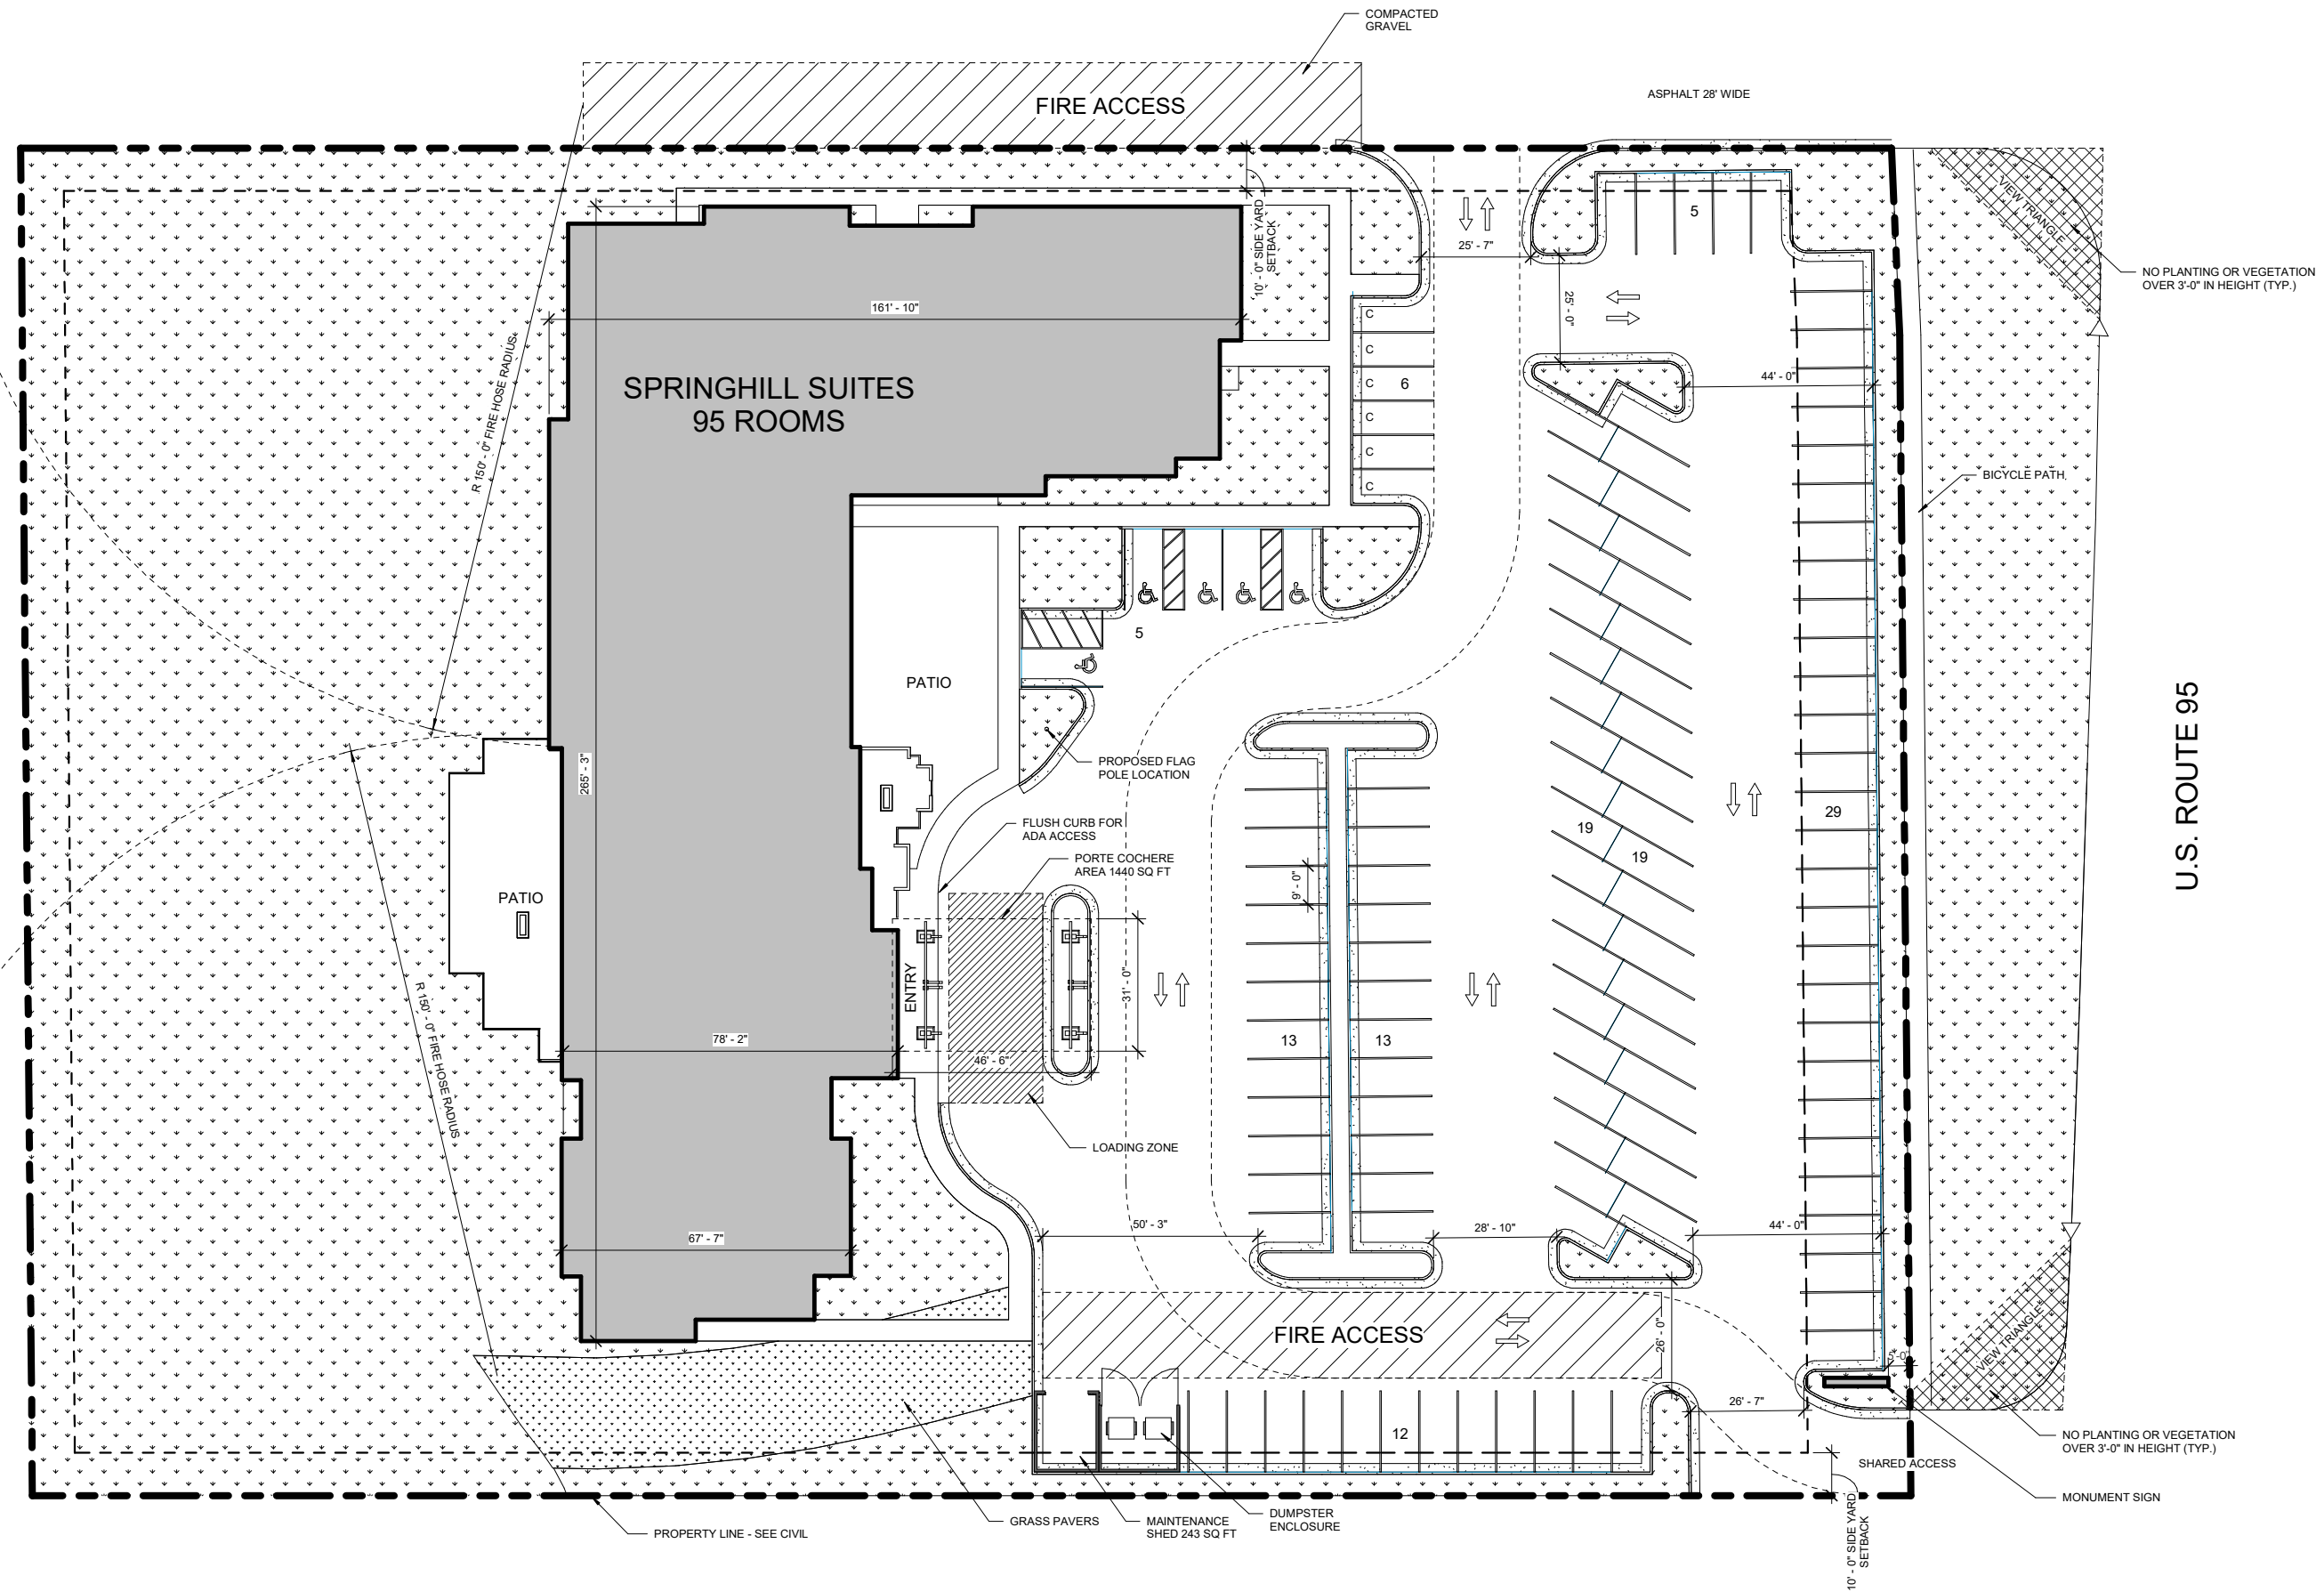 COMPACTED
GRAVEL
FIRE ACCESS
ASPHALT 28' WIDE
VIEW TRIANGLE
NO PLANTING OR VEGETATION
OVER 3'-0" IN HEIGHT (TYP.)
10' - 0" SIDE YARD
SETBACK
25' - 7"
5
25' - 0"
161' - 10"
C
C
C
C
C
C
6
44' - 0"
SPRINGHILL SUITES
95 ROOMS
R 150' - 0" FIRE HOSE RADIUS
BICYCLE PATH
5
PATIO
U.S. ROUTE 95
265' - 3"
PROPOSED FLAG
POLE LOCATION
FLUSH CURB FOR
ADA ACCESS
PORTE COCHERE
AREA 1440 SQ FT
19
19
29
9' - 0"
PATIO
ENTRY
31' - 0"
R 150' - 0" FIRE HOSE RADIUS
78' - 2"
46' - 6"
13
13
LOADING ZONE
67' - 7"
50' - 3"
28' - 10"
44' - 0"
FIRE ACCESS
26' - 0"
VIEW TRIANGLE
5'-0"
26' - 7"
12
NO PLANTING OR VEGETATION
OVER 3'-0" IN HEIGHT (TYP.)
SHARED ACCESS
MONUMENT SIGN
10' - 0" SIDE YARD
SETBACK
PROPERTY LINE - SEE CIVIL
GRASS PAVERS
MAINTENANCE
SHED 243 SQ FT
DUMPSTER
ENCLOSURE